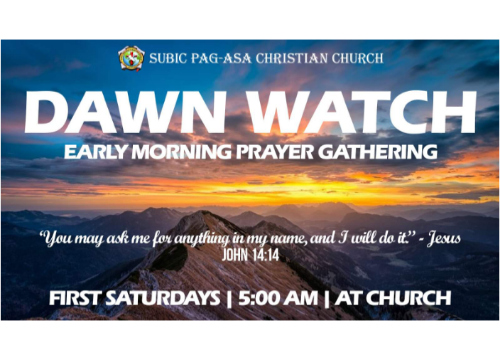 SUBIC PAG-ASA CHRISTIAN CHURCH
DAWN WATCH
EARLY MORNING PRAYER GATHERING
"You may ask me for anything in my name, and I will do it." - Jesus
JOHN 14:14
FIRST SATURDAYS | 5:00 AM | AT CHURCH